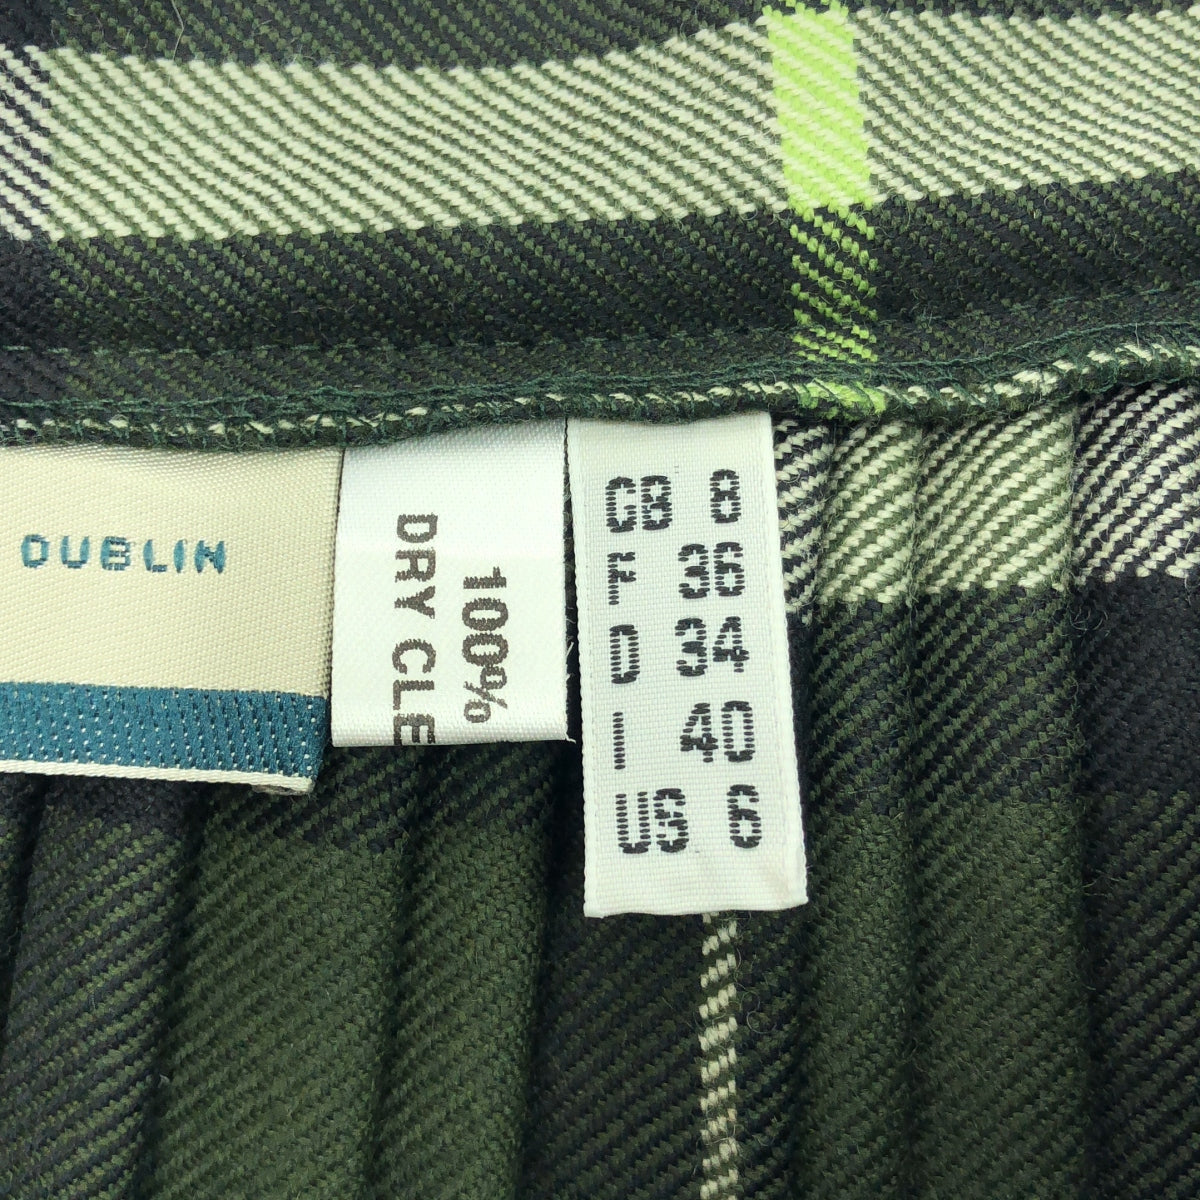 DUBLIN
100%
DRY CLE
GB 8
F 36
D 34
I 40
US 6